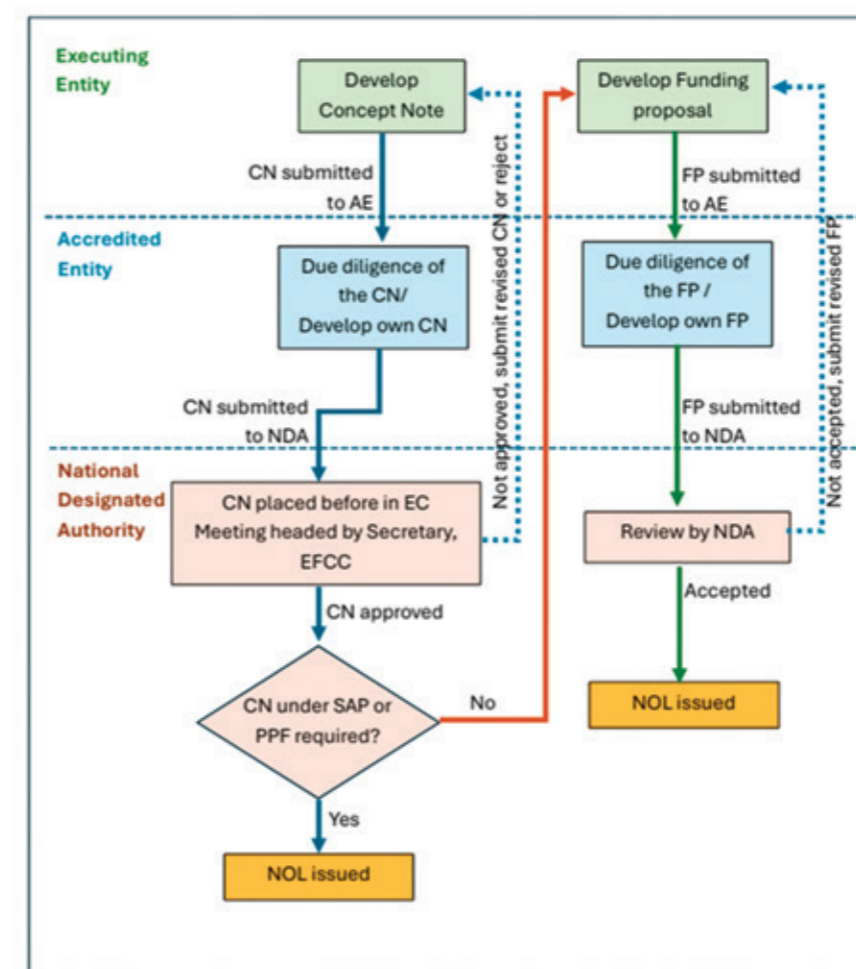 Executing
Entity
Develop
Concept Note
Develop Funding
proposal
CN submitted
to AE
FP submitted
to AE
Not approved, submit revised CN or reject
Not accepted, submit revised FP
Accredited
Entity
Due diligence of
the CN/
Develop own CN
Due diligence of
the FP /
Develop own FP
CN submitted
to NDA
FP submitted
to NDA
National
Designated
Authority
CN placed before in EC
Meeting headed by Secretary,
EFCC
Review by NDA
CN approved
Accepted
CN under SAP or
PPF required?
No
NOL issued
Yes
NOL issued